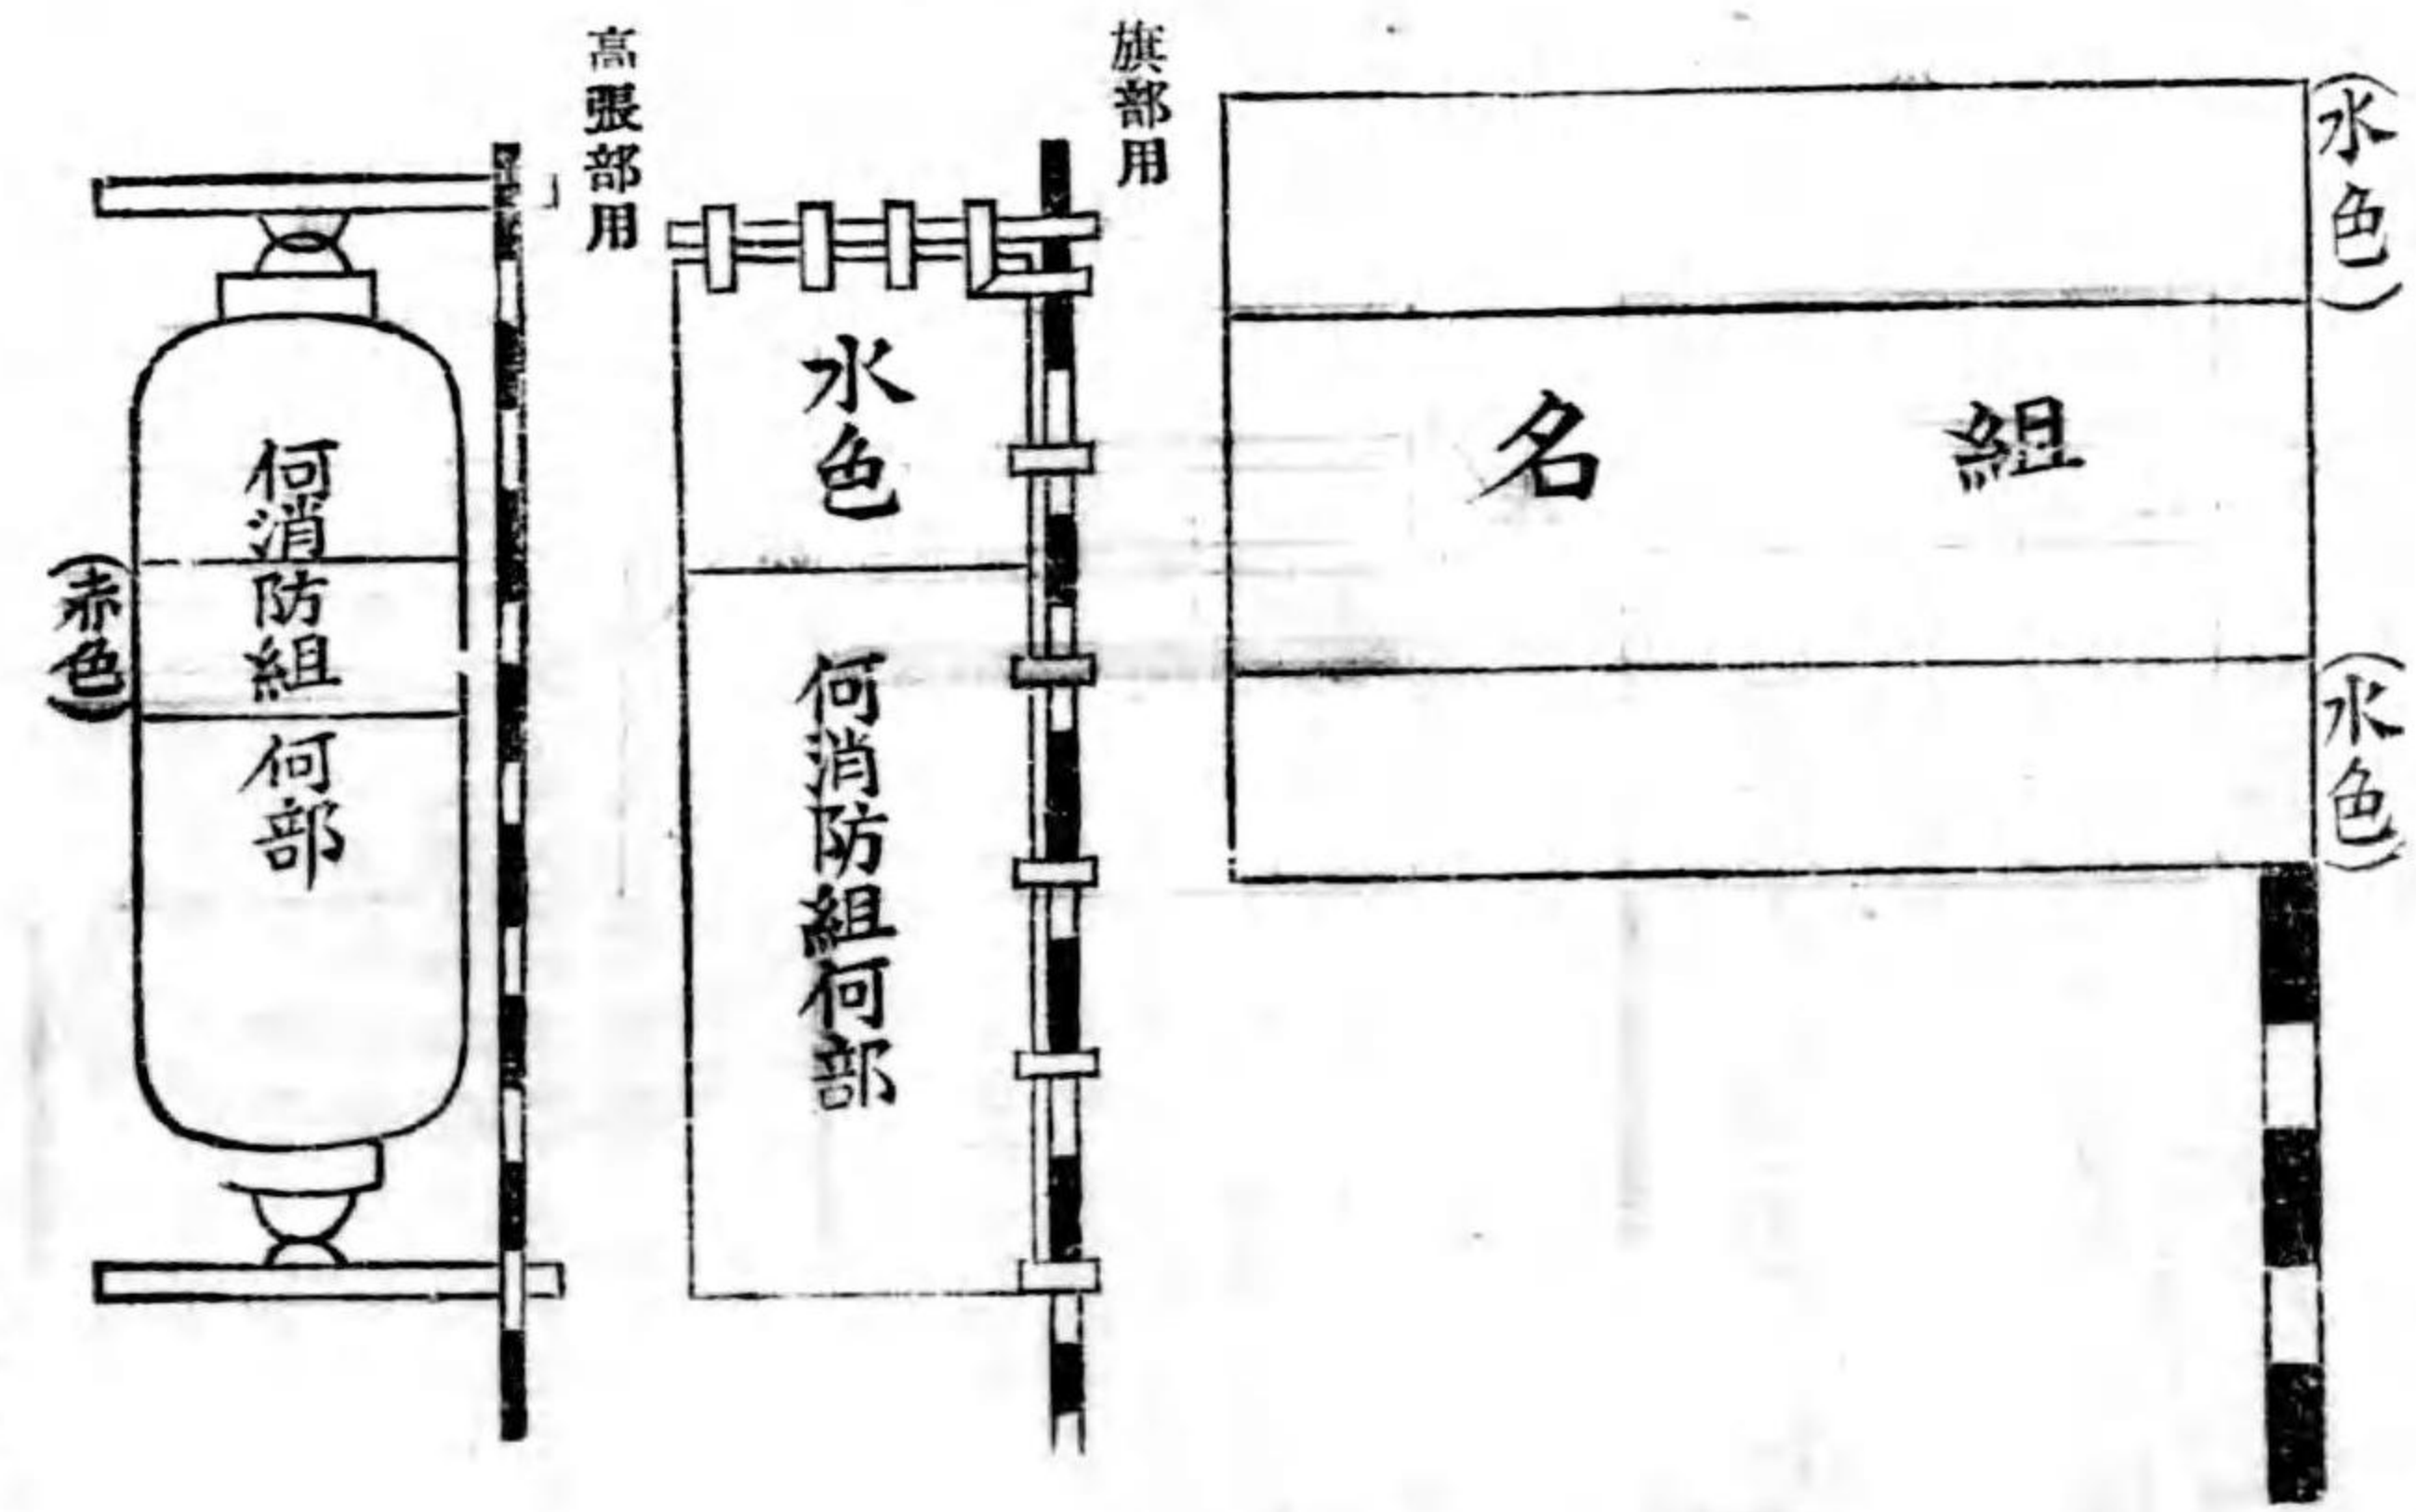 (水色)
組名
(水色)
旗部用
水色
何消防組何部
高張部用
何消防組何部
(赤色)